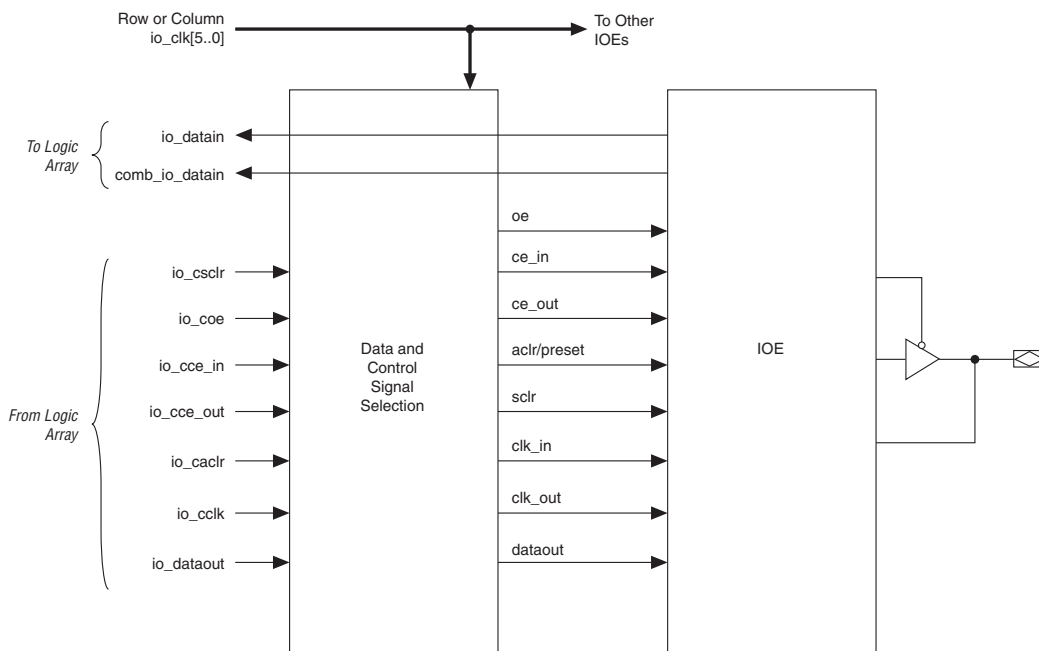 Row or Column
io_clk[5..0]
To Other
IOEs
To Logic
Array
io_datain
comb_io_datain
oe
ce_in
ce_out
aclr/preset
sclr
clk_in
clk_out
dataout
From Logic
Array
io_csclr
io_coe
io_cce_in
io_cce_out
io_caclr
io_cclk
io_dataout
Data and
Control
Signal
Selection
IOE